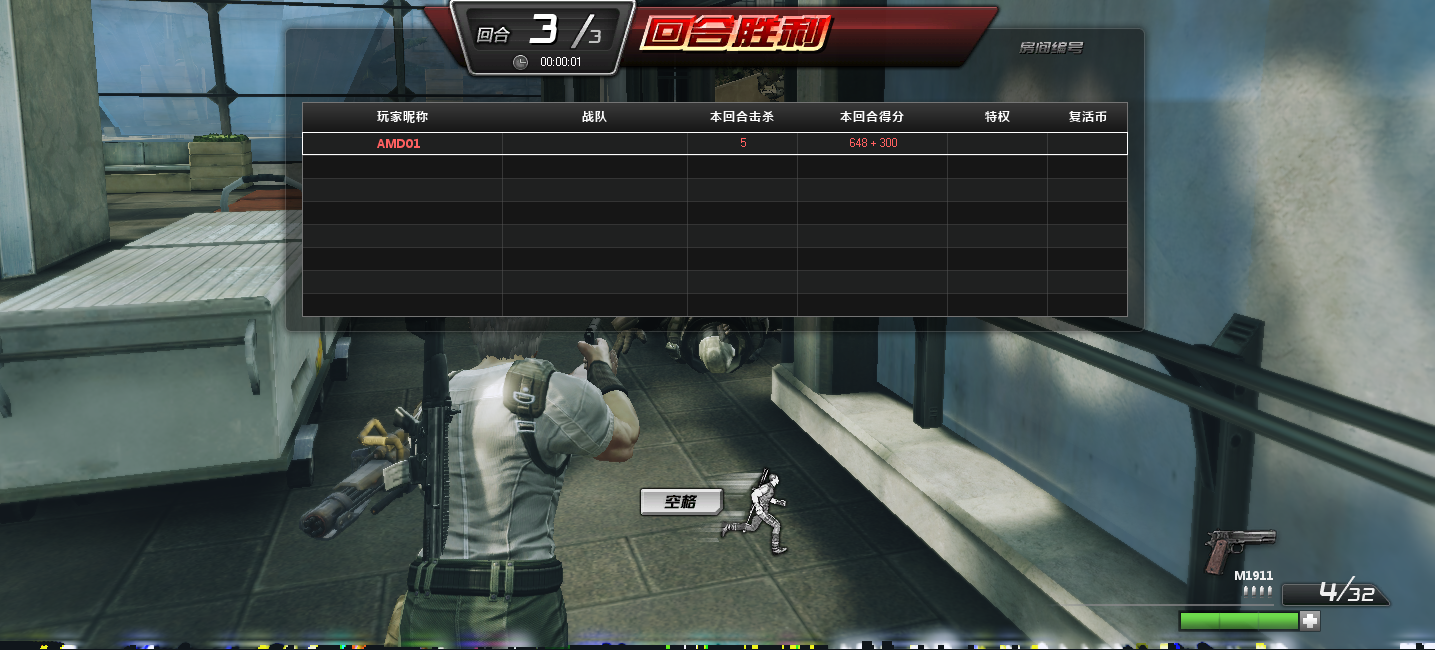 回合 3/3
回合胜利
00:00:01
房间编号
玩家昵称 战队 本回合击杀 本回合得分 特权 复活币
AMD01 5 648 + 300
空格
M1911
4/32